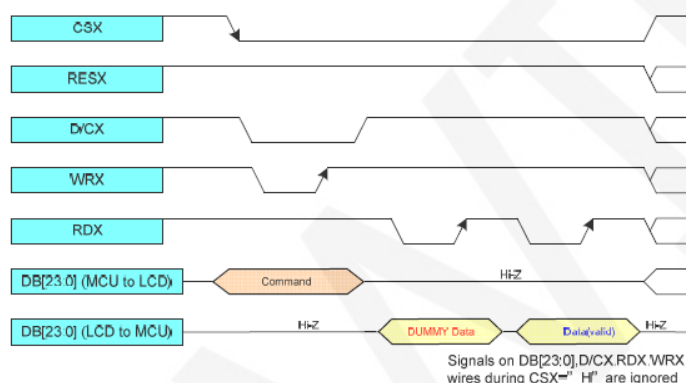 CSX
RESX
D/CX
WRX
RDX
DB[23:0] (MCU to LCD)
Command
Hi-Z
DB[23:0] (LCD to MCU)
Hi-Z
DUMMY Data
Data(valid)
Hi-Z
Signals on DB[23:0],D/CX.RDX.WRX
wires during CSX=" H" are ignored